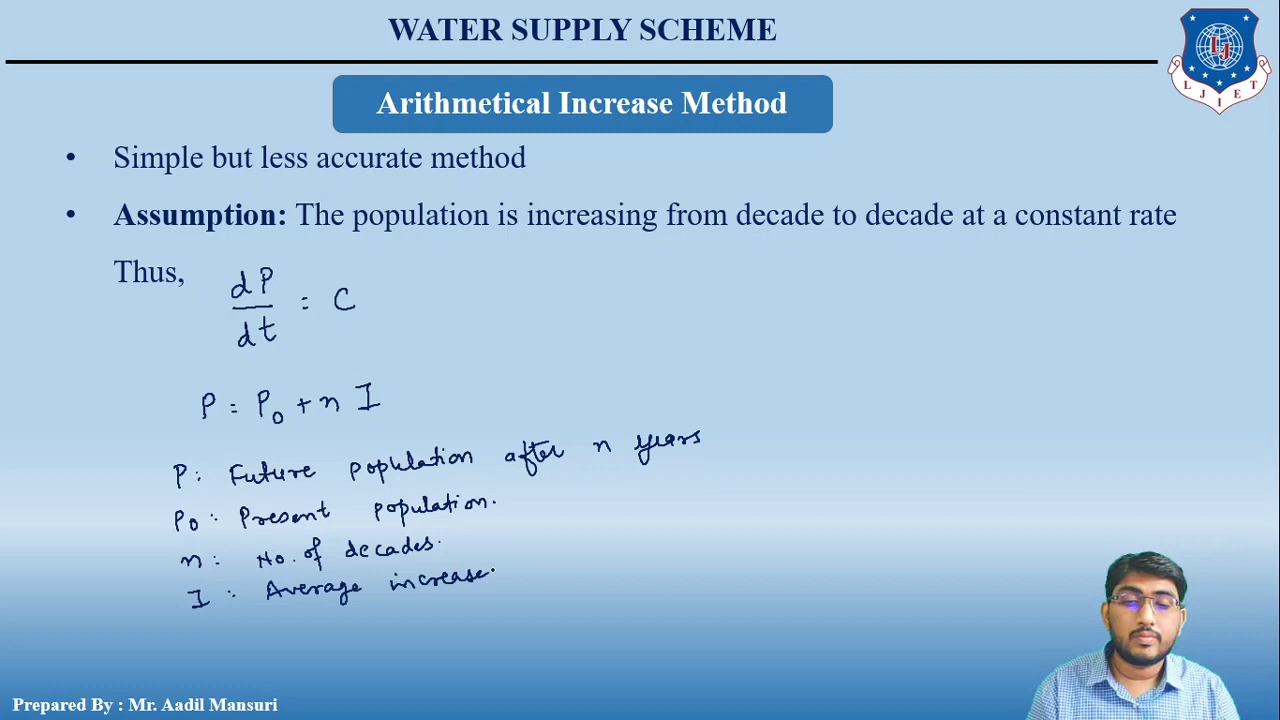 WATER SUPPLY SCHEME
LJ
L J I E T
Arithmetical Increase Method
• Simple but less accurate method
• Assumption: The population is increasing from decade to decade at a constant rate
Thus,
dP/dt = C
P = P₀ + n I
P: Future population after n years
P₀: Present population.
n: No. of decades.
I: Average increase
Prepared By : Mr. Aadil Mansuri